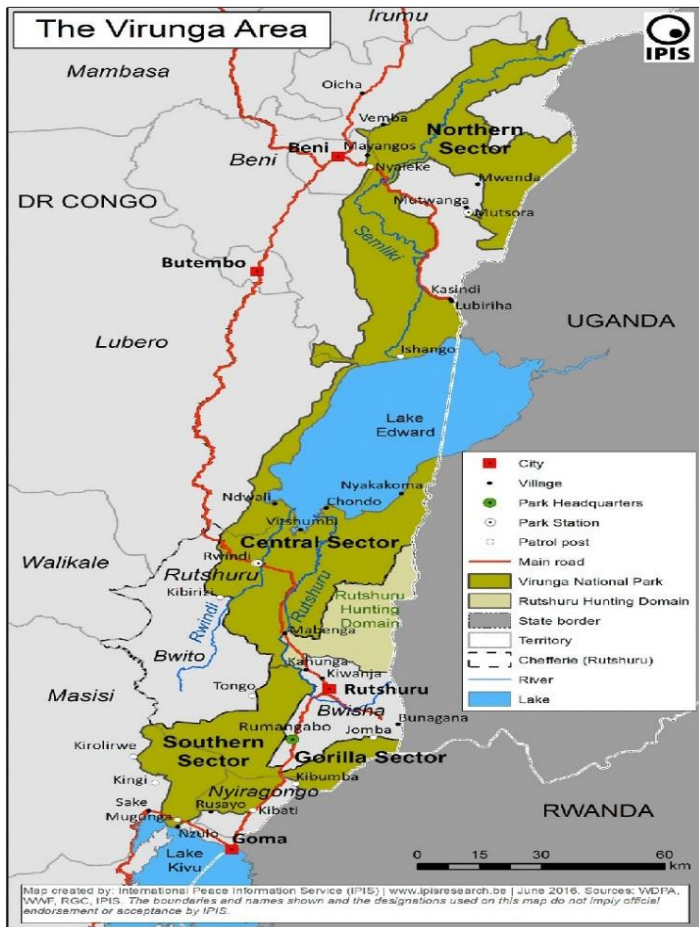 The Virunga Area
IPIS
Irumu
Mambasa
Oicha
Vemba
Northern
Sector
Beni
Mayangos
Beni
Nyaleke
Mwenda
Mutwanga
Mutsora
DR CONGO
Semliki
Butembo
Kasindi
Lubiriha
UGANDA
Lubero
Ishango
Lake
Edward
Nyakakoma
Ndwali
Chondo
Vitshumbi
Central Sector
Walikale
Rwindi
Rutshuru
Kibirizi
Rwindi
Rutshuru
Rutshuru
Hunting
Domain
Mabenga
Bwito
Kahunga
Kiwanja
Masisi
Tongo
Rutshuru
Bwisha
Bunagana
Rumangabo
Jomba
Southern
Sector
Gorilla Sector
Kirolirwe
Kibumba
Kingi
Nyiragongo
Sake
Rusayo
Kibati
Mugunga
Nzulo
Goma
Lake
Kivu
RWANDA
City
Village
Park Headquarters
Park Station
Patrol post
Main road
Virunga National Park
Rutshuru Hunting Domain
State border
Territory
Chefferie (Rutshuru)
River
Lake
0 15 30 60
km
Map created by: International Peace Information Service (IPIS) | www.ipisresearch.be | June 2016. Sources: WDPA,
WWF, RGC, IPIS. The boundaries and names shown and the designations used on this map do not imply official
endorsement or acceptance by IPIS.